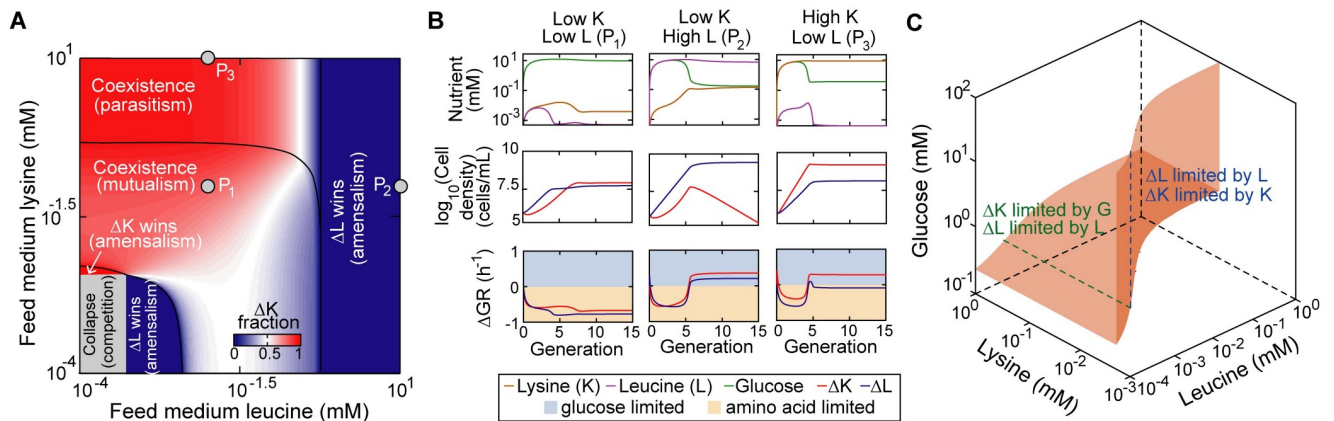 A
Feed medium lysine (mM)
10^1
10^-1.5
10^-4
Coexistence
(parasitism)
P3
Coexistence
(mutualism)
P1
P2
ΔK wins
(amensalism)
Collapse
(competition)
ΔL wins
(amensalism)
ΔL wins
(amensalism)
ΔK
fraction
0 0.5 1
10^-4 10^-1.5 10^1
Feed medium leucine (mM)
B
Low K
Low L (P1)
Low K
High L (P2)
High K
Low L (P3)
Nutrient
(mM)
10^1
10^-3
log10(Cell
density)
(cells/mL)
10
7.5
5
ΔGR (h^-1)
1
0
-1
0 5 10 15 0 5 10 15 0 5 10 15
Generation Generation Generation
Lysine (K) Leucine (L) Glucose ΔK ΔL
glucose limited amino acid limited
C
Glucose (mM)
10^2
10^1
10^0
10^-1
ΔL limited by L
ΔK limited by K
ΔK limited by G
ΔL limited by L
10^0
10^-1
10^-2
10^-3
Lysine (mM)
10^-4
10^-3
10^-2
10^-1
10^0
Leucine (mM)